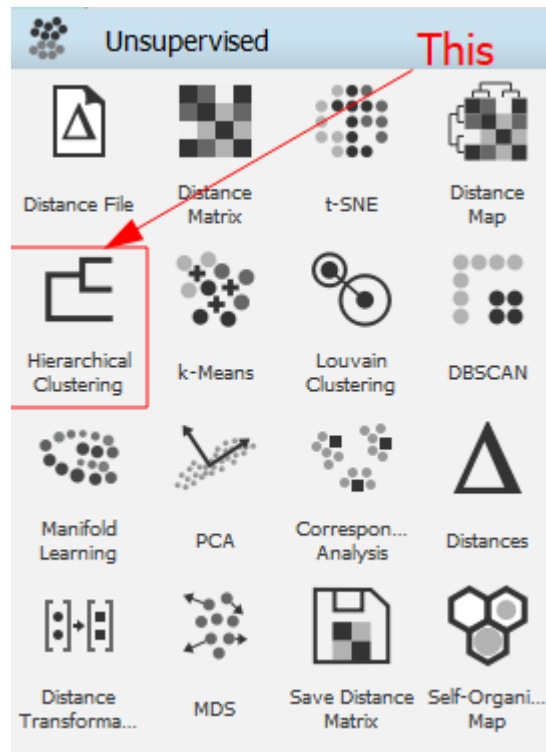 Unsupervised
This
Distance File
Distance
Matrix
t-SNE
Distance
Map
Hierarchical
Clustering
k-Means
Louvain
Clustering
DBSCAN
Manifold
Learning
PCA
Correspon...
Analysis
Distances
Distance
Transforma...
MDS
Save Distance
Matrix
Self-Organi...
Map